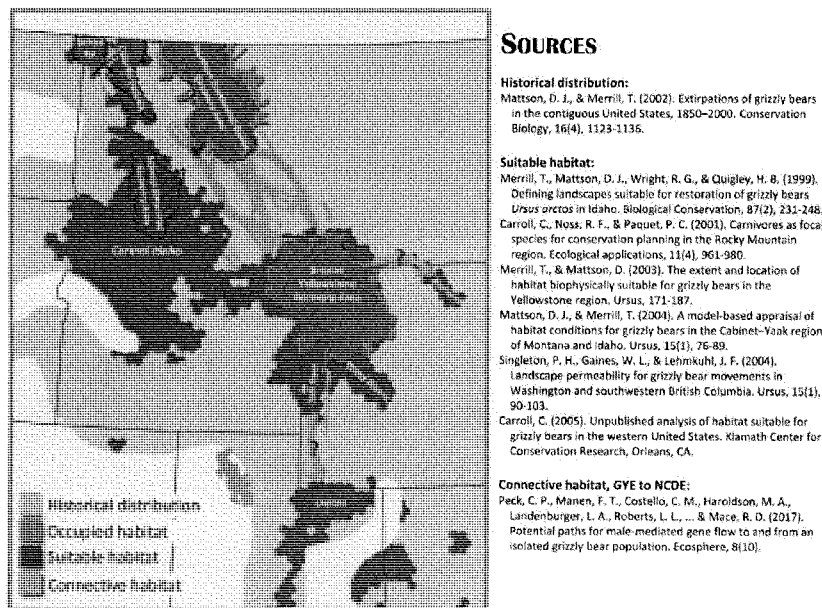 SOURCES
Historical distribution:
Mattson, D. J., & Merrill, T. (2002). Extirpations of grizzly bears
in the contiguous United States, 1850–2000. Conservation
Biology, 16(4), 1123-1136.
Suitable habitat:
Merrill, T., Mattson, D. J., Wright, R. G., & Quigley, H. B. (1999).
Defining landscapes suitable for restoration of grizzly bears
Ursus arctos in Idaho. Biological Conservation, 87(2), 231-248.
Carroll, C., Noss, R. F., & Paquet, P. C. (2001). Carnivores as focal
species for conservation planning in the Rocky Mountain
region. Ecological applications, 11(4), 961-980.
Merrill, T., & Mattson, D. (2003). The extent and location of
habitat biophysically suitable for grizzly bears in the
Yellowstone region. Ursus, 171-187.
Mattson, D. J., & Merrill, T. (2004). A model-based appraisal of
habitat conditions for grizzly bears in the Cabinet–Yaak region
of Montana and Idaho. Ursus, 15(1), 76-89.
Singleton, P. H., Gaines, W. L., & Lehmkuhl, J. F. (2004).
Landscape permeability for grizzly bear movements in
Washington and southwestern British Columbia. Ursus, 15(1),
90-103.
Carroll, C. (2005). Unpublished analysis of habitat suitable for
grizzly bears in the western United States. Klamath Center for
Conservation Research, Orleans, CA.
Connective habitat, GYE to NCDE:
Peck, C. P., Manen, F. T., Costello, C. M., Haroldson, M. A.,
Landenburger, L. A., Roberts, L. L., ... & Mace, R. D. (2017).
Potential paths for male-mediated gene flow to and from an
isolated grizzly bear population. Ecosphere, 8(10).
Central Idaho
Yellowstone
Historical distribution
Occupied habitat
Suitable habitat
Connective habitat